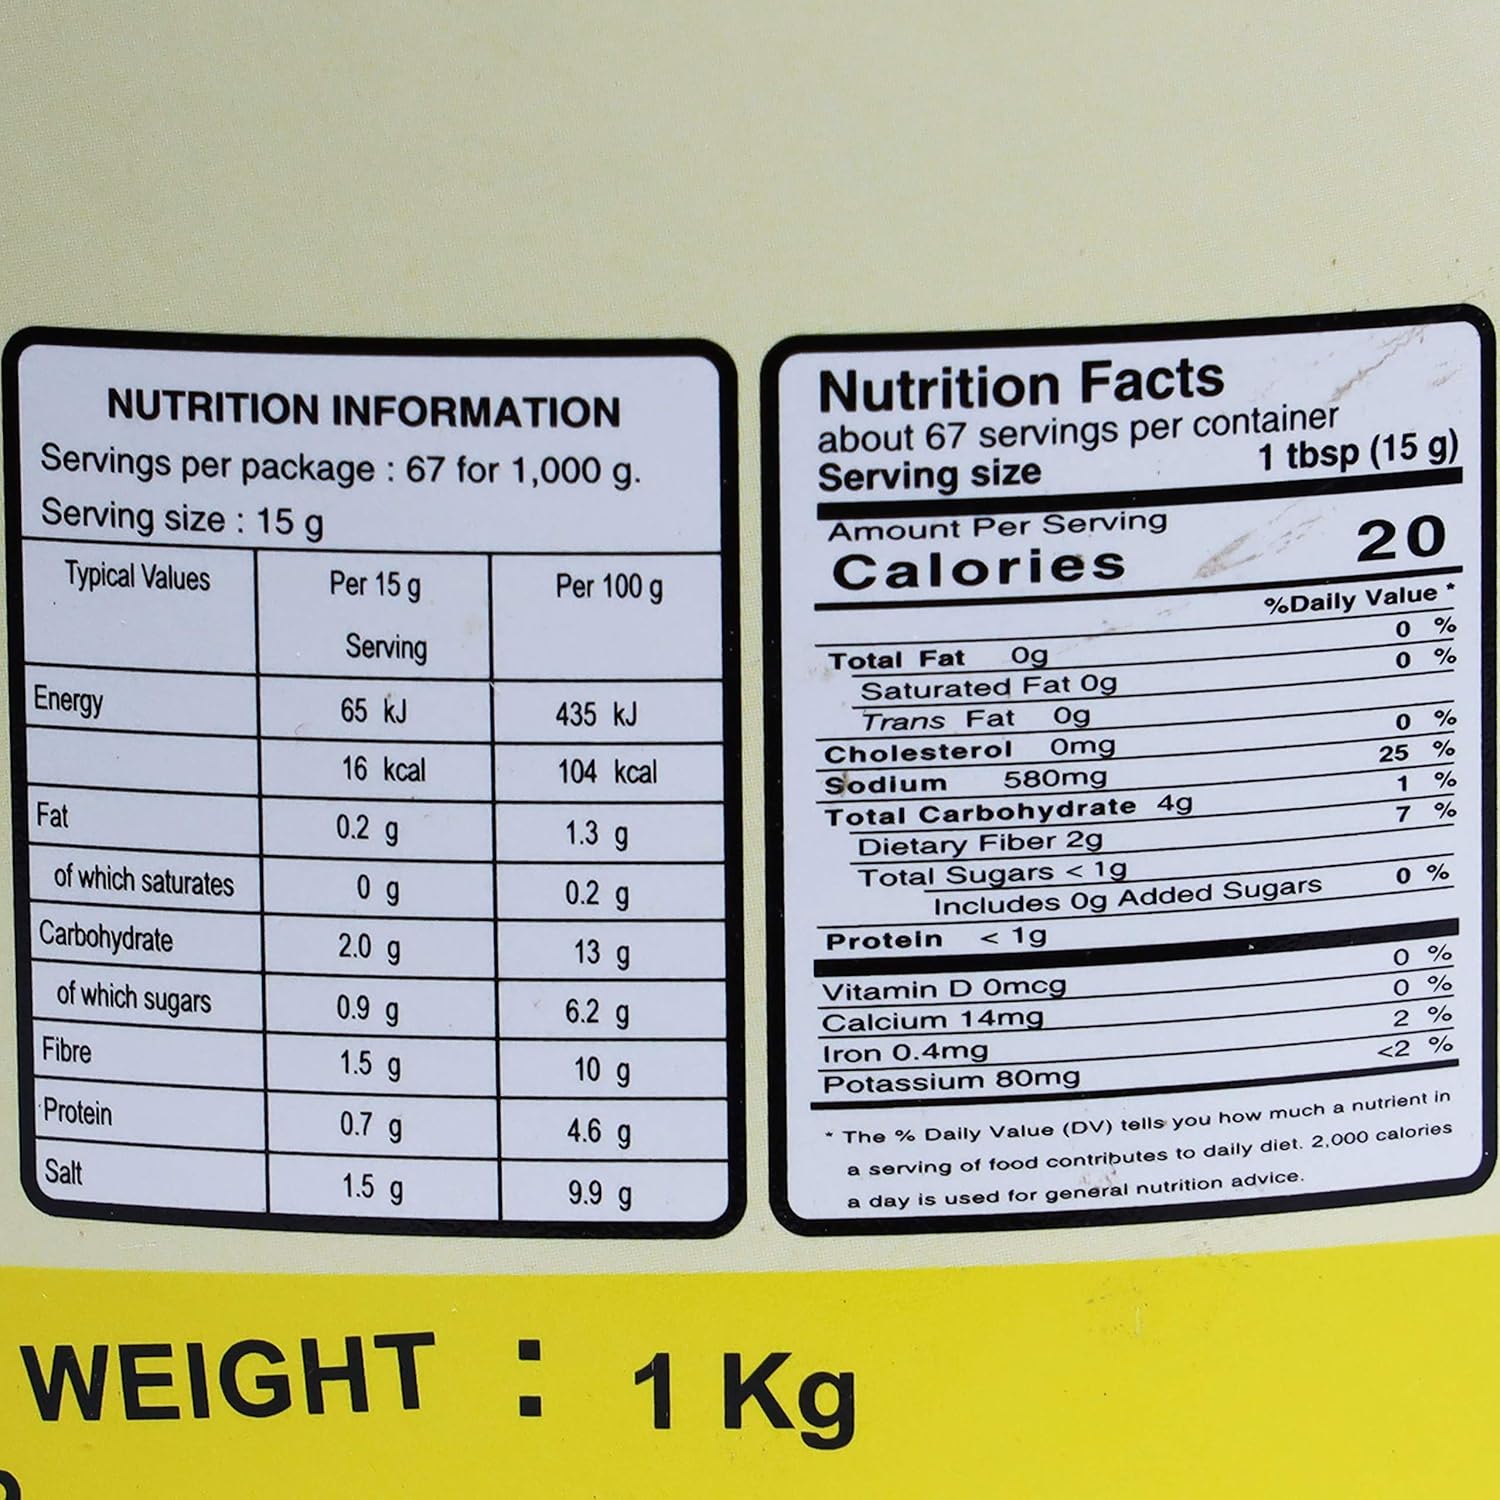 NUTRITION INFORMATION
Servings per package : 67 for 1,000 g.
Serving size : 15 g
Typical Values Per 15 g Per 100 g
Serving
Energy 65 kJ 435 kJ
16 kcal 104 kcal
Fat 0.2 g 1.3 g
of which saturates 0 g 0.2 g
Carbohydrate 2.0 g 13 g
of which sugars 0.9 g 6.2 g
Fibre 1.5 g 10 g
Protein 0.7 g 4.6 g
Salt 1.5 g 9.9 g
Nutrition Facts
about 67 servings per container
Serving size 1 tbsp (15 g)
Amount Per Serving
Calories 20
%Daily Value *
Total Fat 0g 0 %
Saturated Fat 0g 0 %
Trans Fat 0g
Cholesterol 0mg 0 %
Sodium 580mg 25 %
Total Carbohydrate 4g 1 %
Dietary Fiber 2g 7 %
Total Sugars < 1g
Includes 0g Added Sugars 0 %
Protein < 1g
Vitamin D 0mcg 0 %
Calcium 14mg 0 %
Iron 0.4mg 2 %
Potassium 80mg <2 %
* The % Daily Value (DV) tells you how much a nutrient in
a serving of food contributes to daily diet. 2,000 calories
a day is used for general nutrition advice.
WEIGHT : 1 Kg